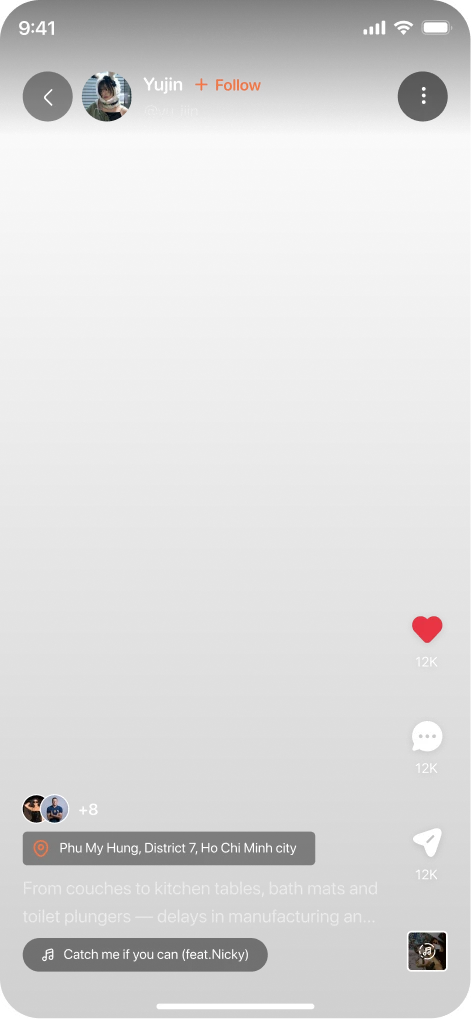 9:41
Yujin + Follow
12K
12K
+8
Phu My Hung, District 7, Ho Chi Minh city
12K
From couches to kitchen tables, bath mats and
toilet plungers — delays in manufacturing an...
Catch me if you can (feat.Nicky)